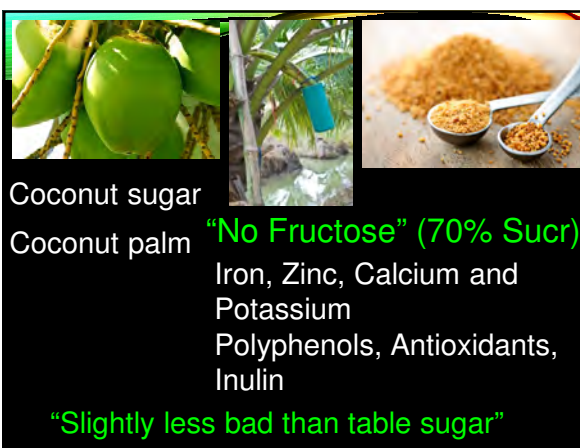 Coconut sugar
Coconut palm
“No Fructose” (70% Sucr)
Iron, Zinc, Calcium and
Potassium
Polyphenols, Antioxidants,
Inulin
“Slightly less bad than table sugar”